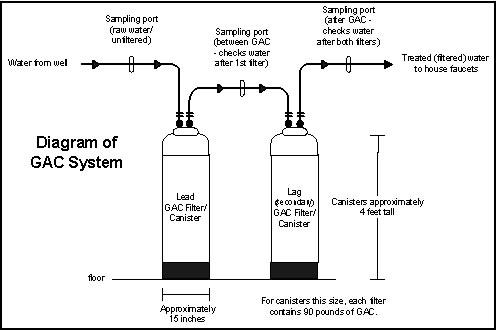 Sampling port
(raw water/
unfiltered)
Sampling port
(between GAC
- checks water
after 1st filter)
Sampling port
(after GAC -
checks water
after both filters)
Water from well
Treated (filtered) water
to house faucets
Diagram of
GAC System
Lead
GAC Filter/
Canister
Lag
(secondary)
GAC Filter/
Canister
Canisters approximately
4 feet tall
floor
Approximately
15 inches
For canisters this size, each filter
contains 90 pounds of GAC.